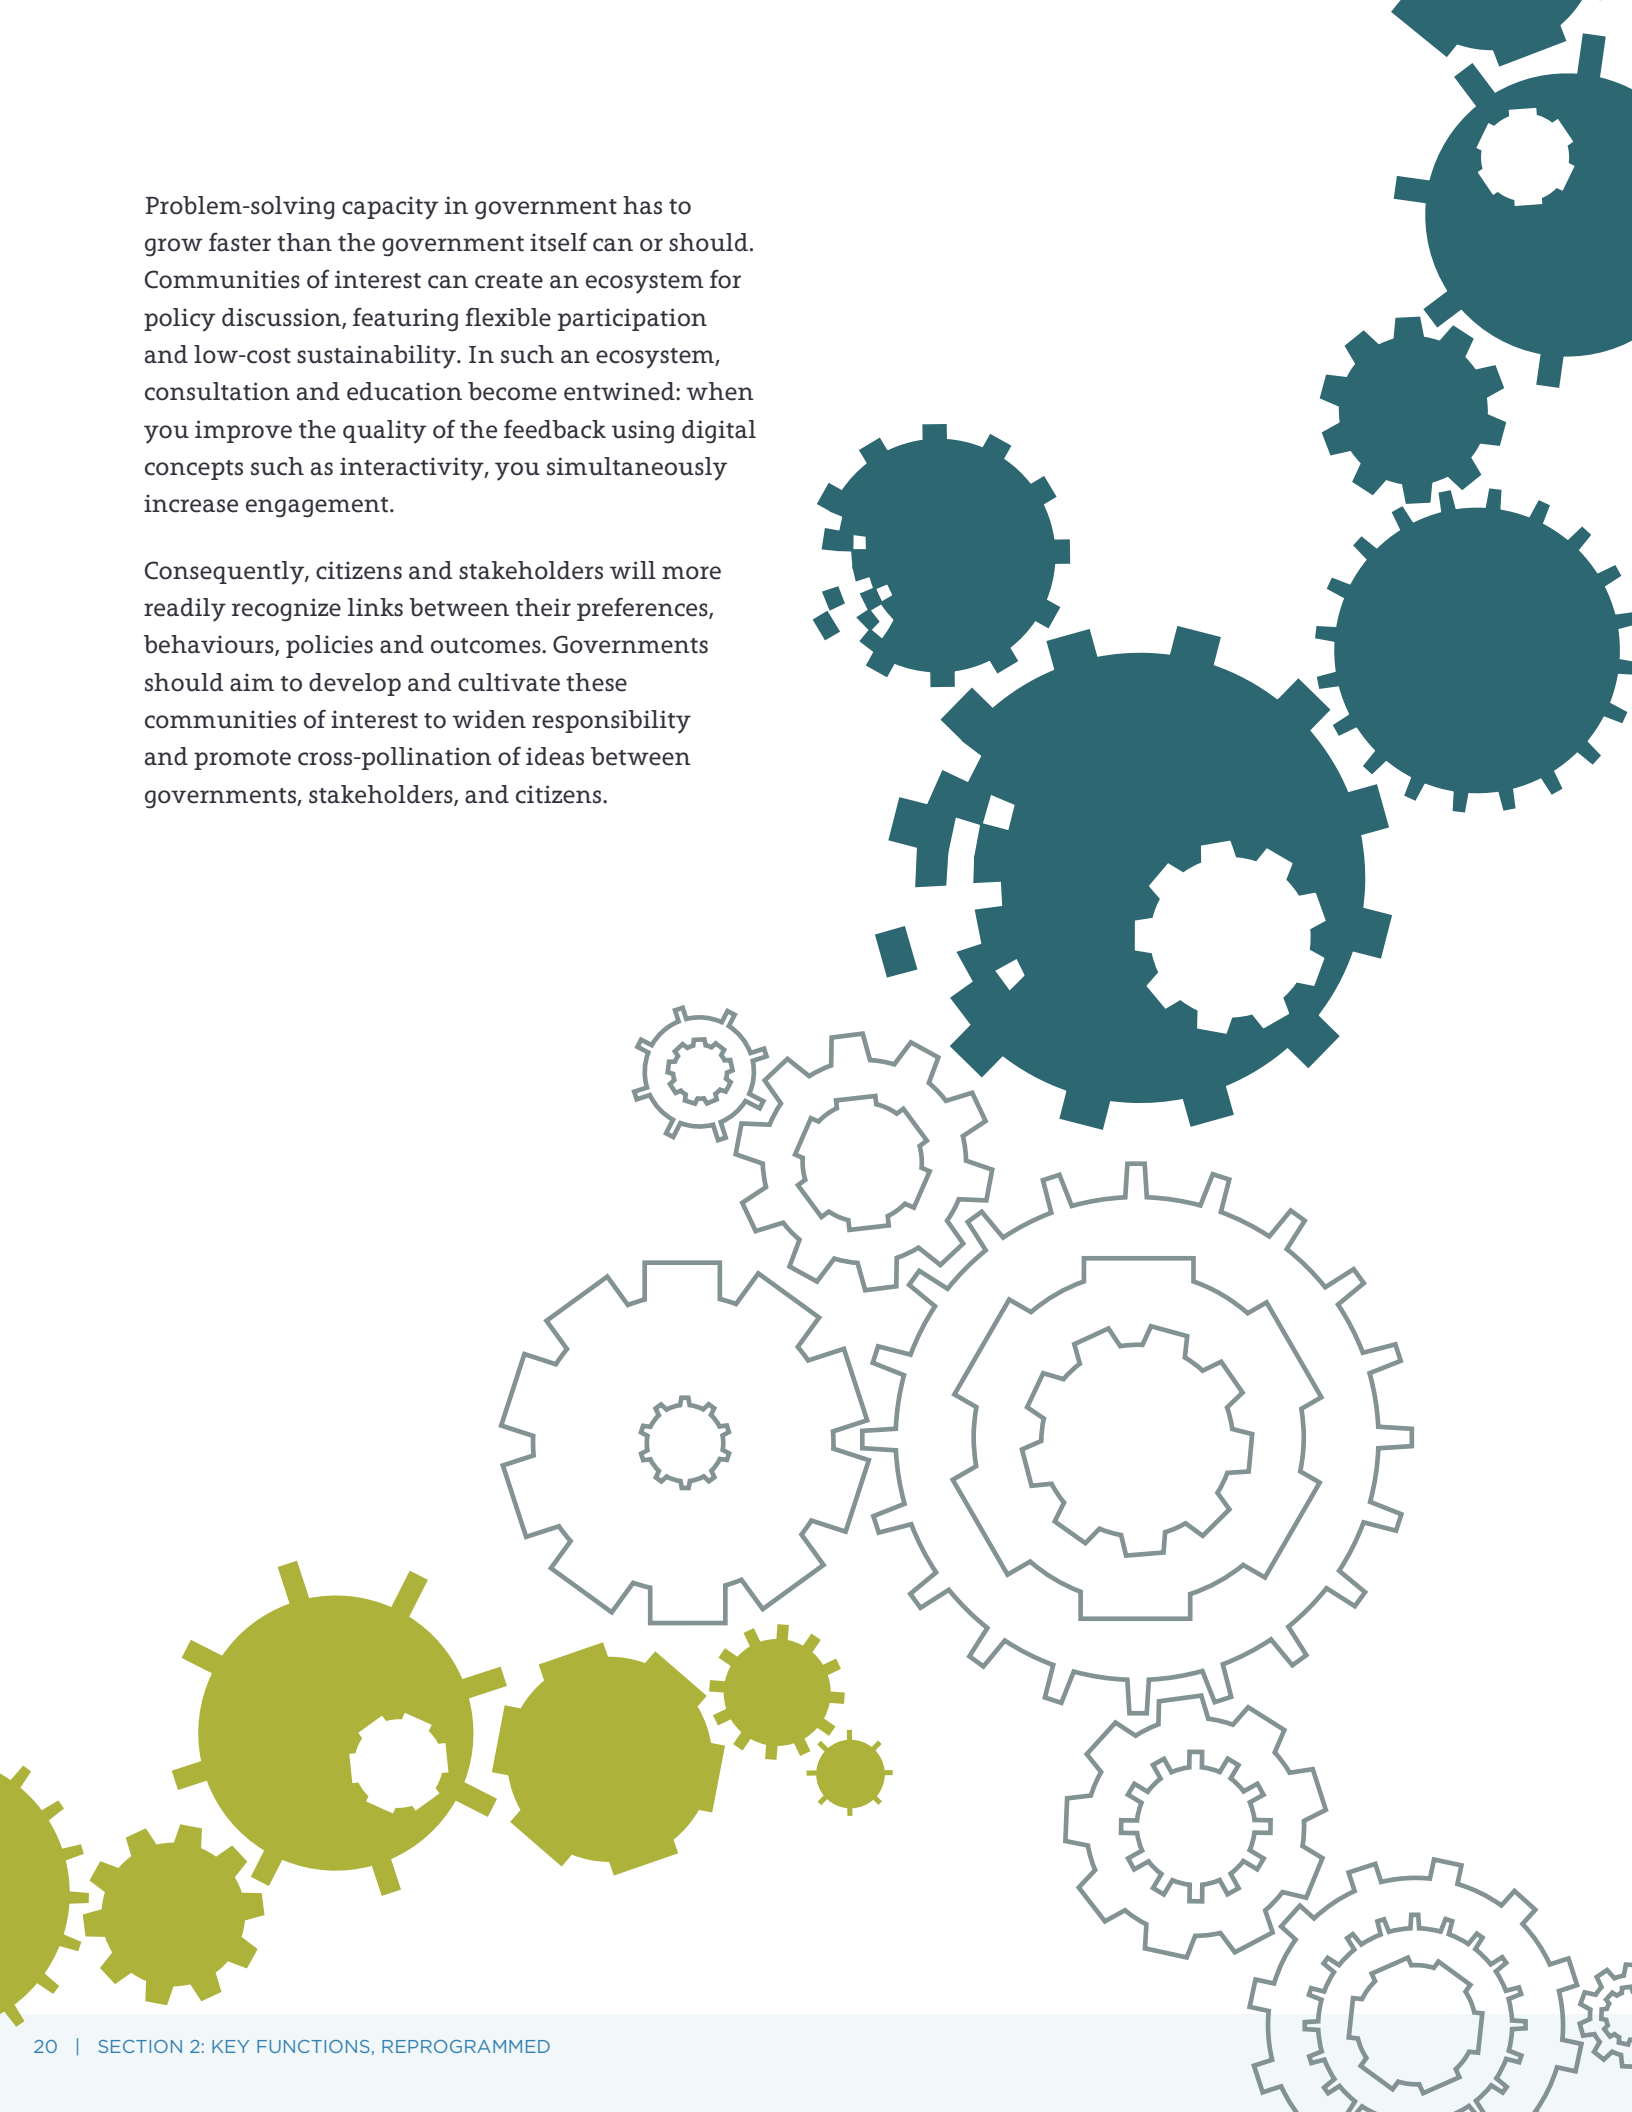 Problem-solving capacity in government has to
grow faster than the government itself can or should.
Communities of interest can create an ecosystem for
policy discussion, featuring flexible participation
and low-cost sustainability. In such an ecosystem,
consultation and education become entwined: when
you improve the quality of the feedback using digital
concepts such as interactivity, you simultaneously
increase engagement.
Consequently, citizens and stakeholders will more
readily recognize links between their preferences,
behaviours, policies and outcomes. Governments
should aim to develop and cultivate these
communities of interest to widen responsibility
and promote cross-pollination of ideas between
governments, stakeholders, and citizens.
20 | SECTION 2: KEY FUNCTIONS, REPROGRAMMED